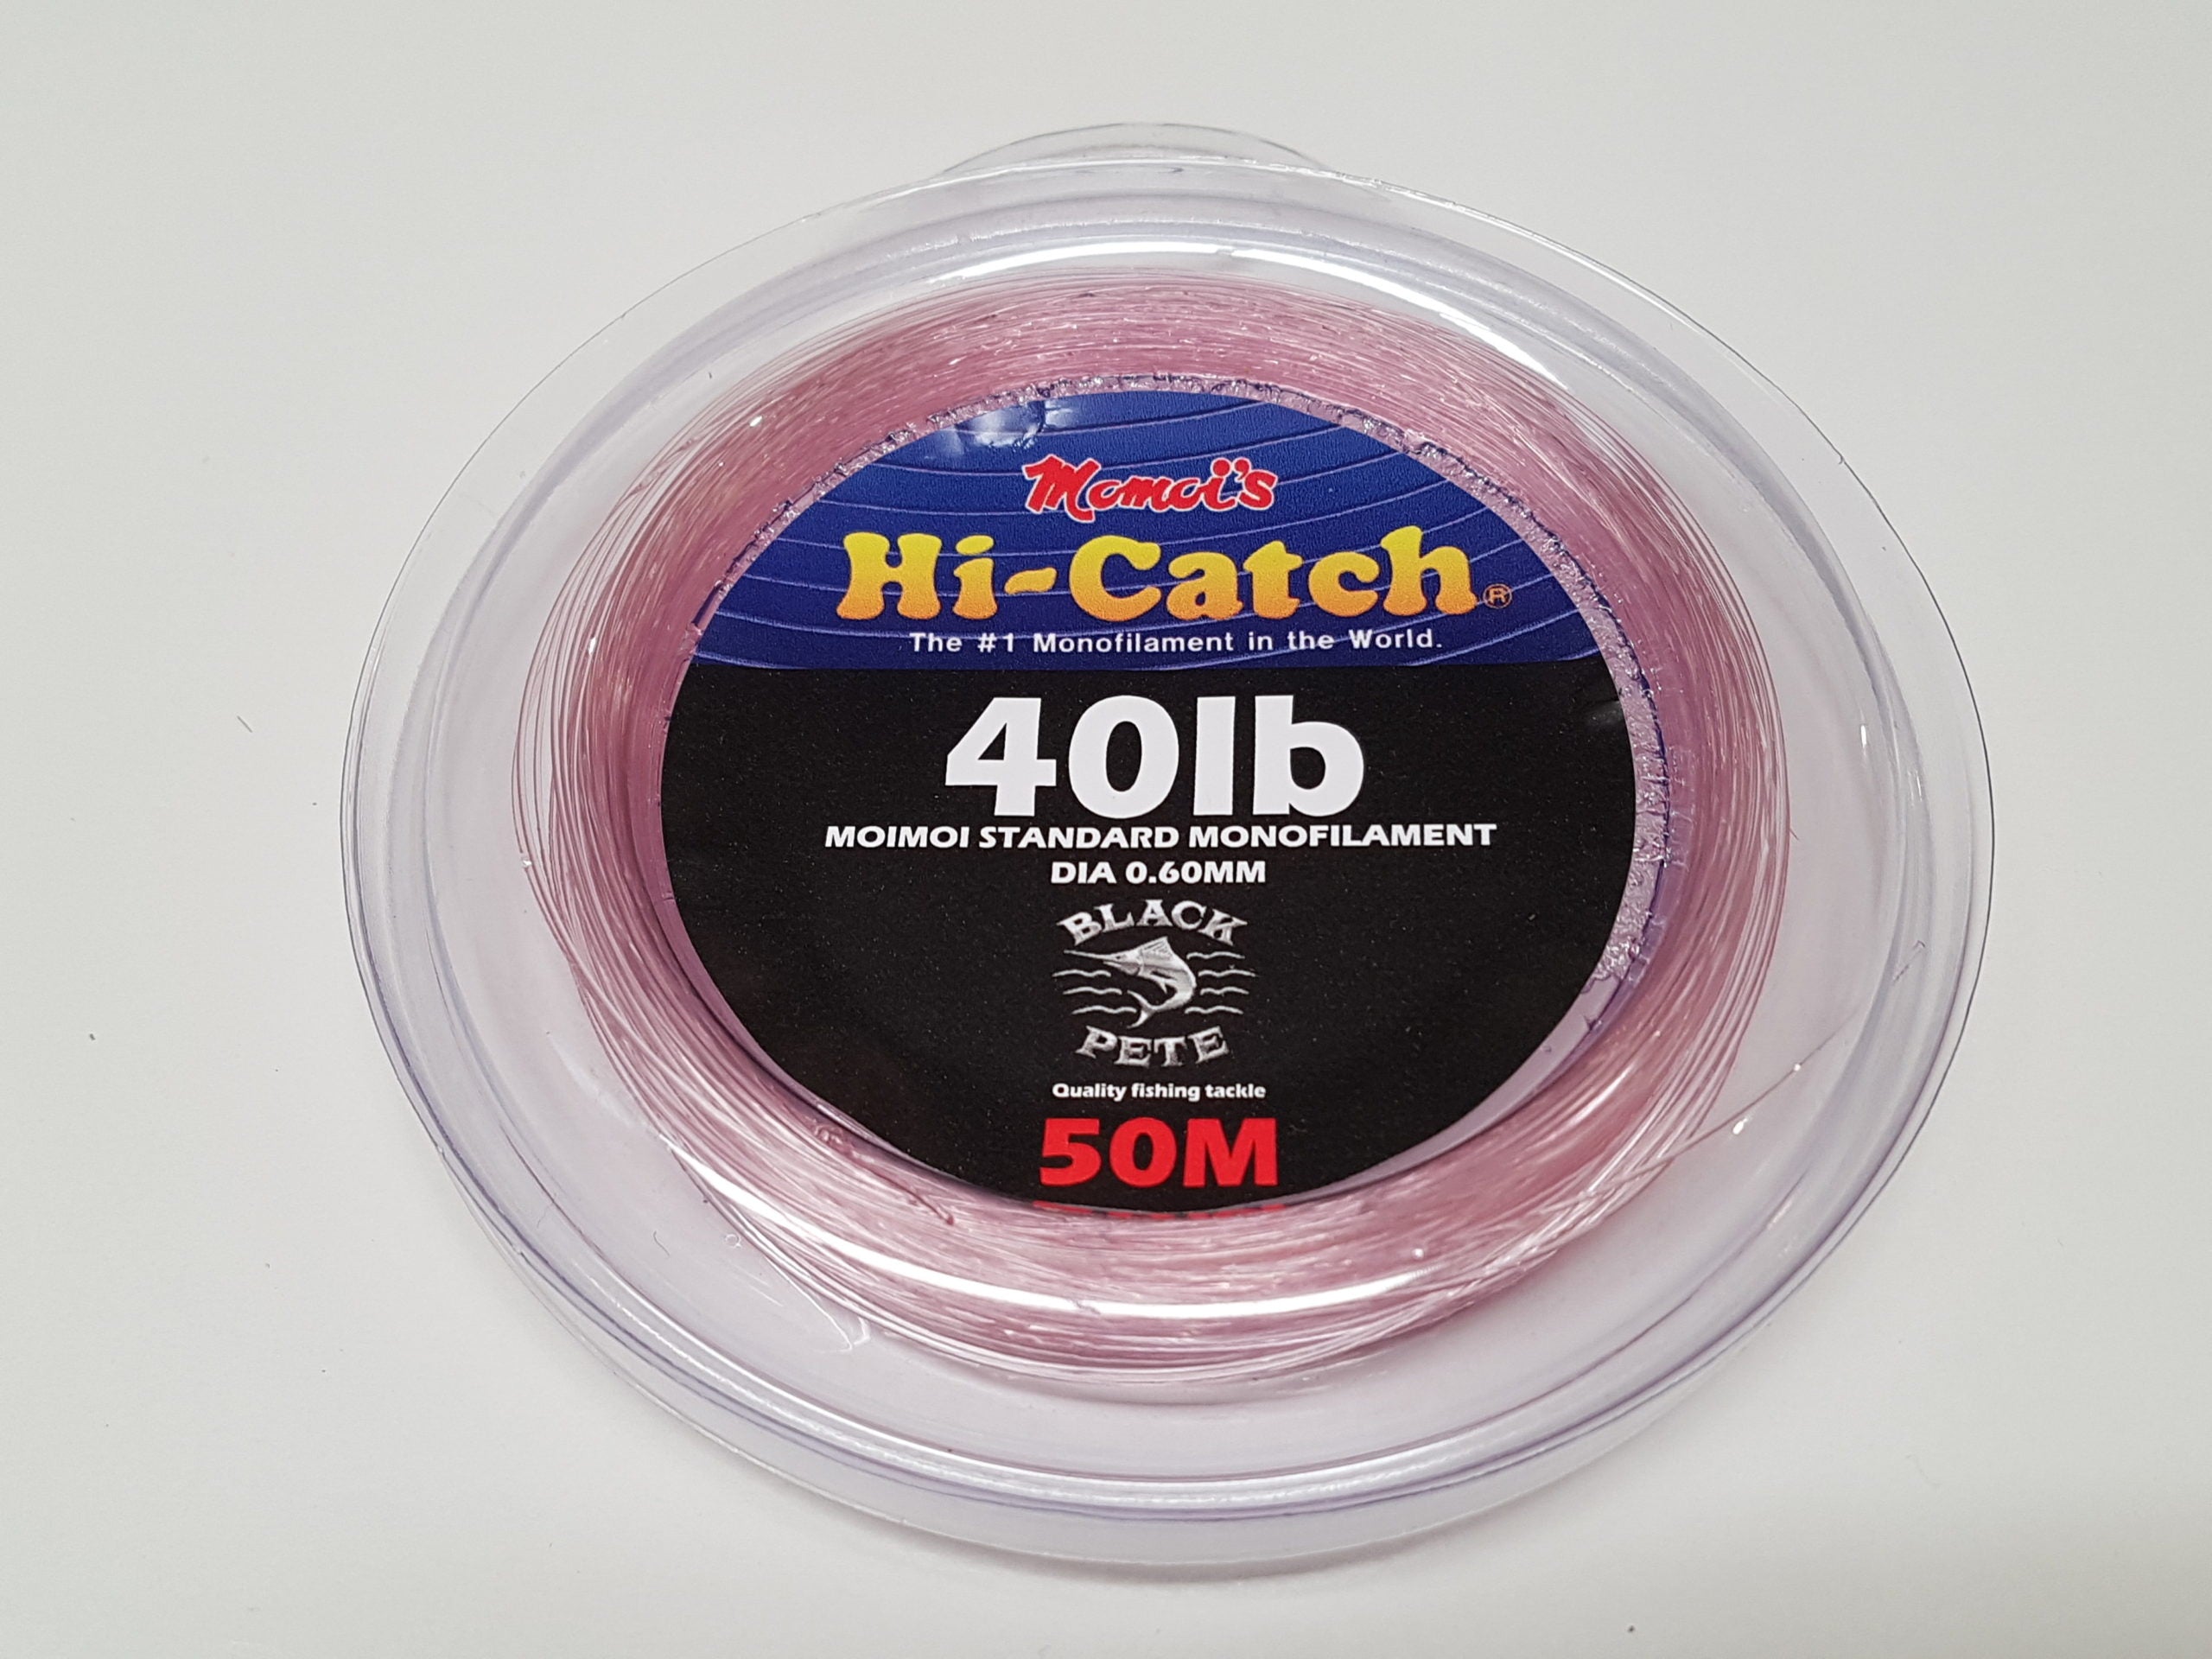 Momoi's
Hi-Catch®
The #1 Monofilament in the World.
40lb
MOIMOI STANDARD MONOFILAMENT
DIA 0.60MM
BLACK
PETE
Quality fishing tackle
50M